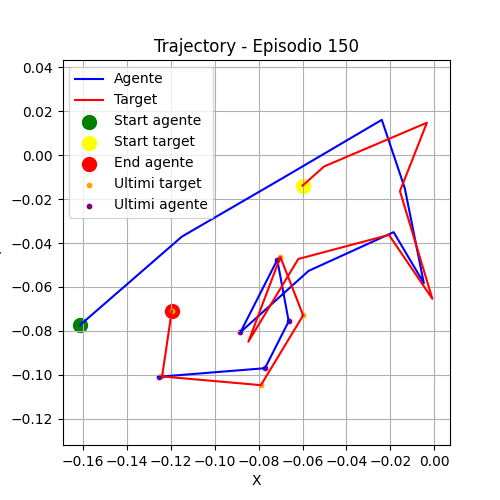 Trajectory - Episodio 150
Agente
Target
Start agente
Start target
End agente
Ultimi target
Ultimi agente
0.04
0.02
0.00
−0.02
−0.04
−0.06
−0.08
−0.10
−0.12
−0.16 −0.14 −0.12 −0.10 −0.08 −0.06 −0.04 −0.02 0.00
X